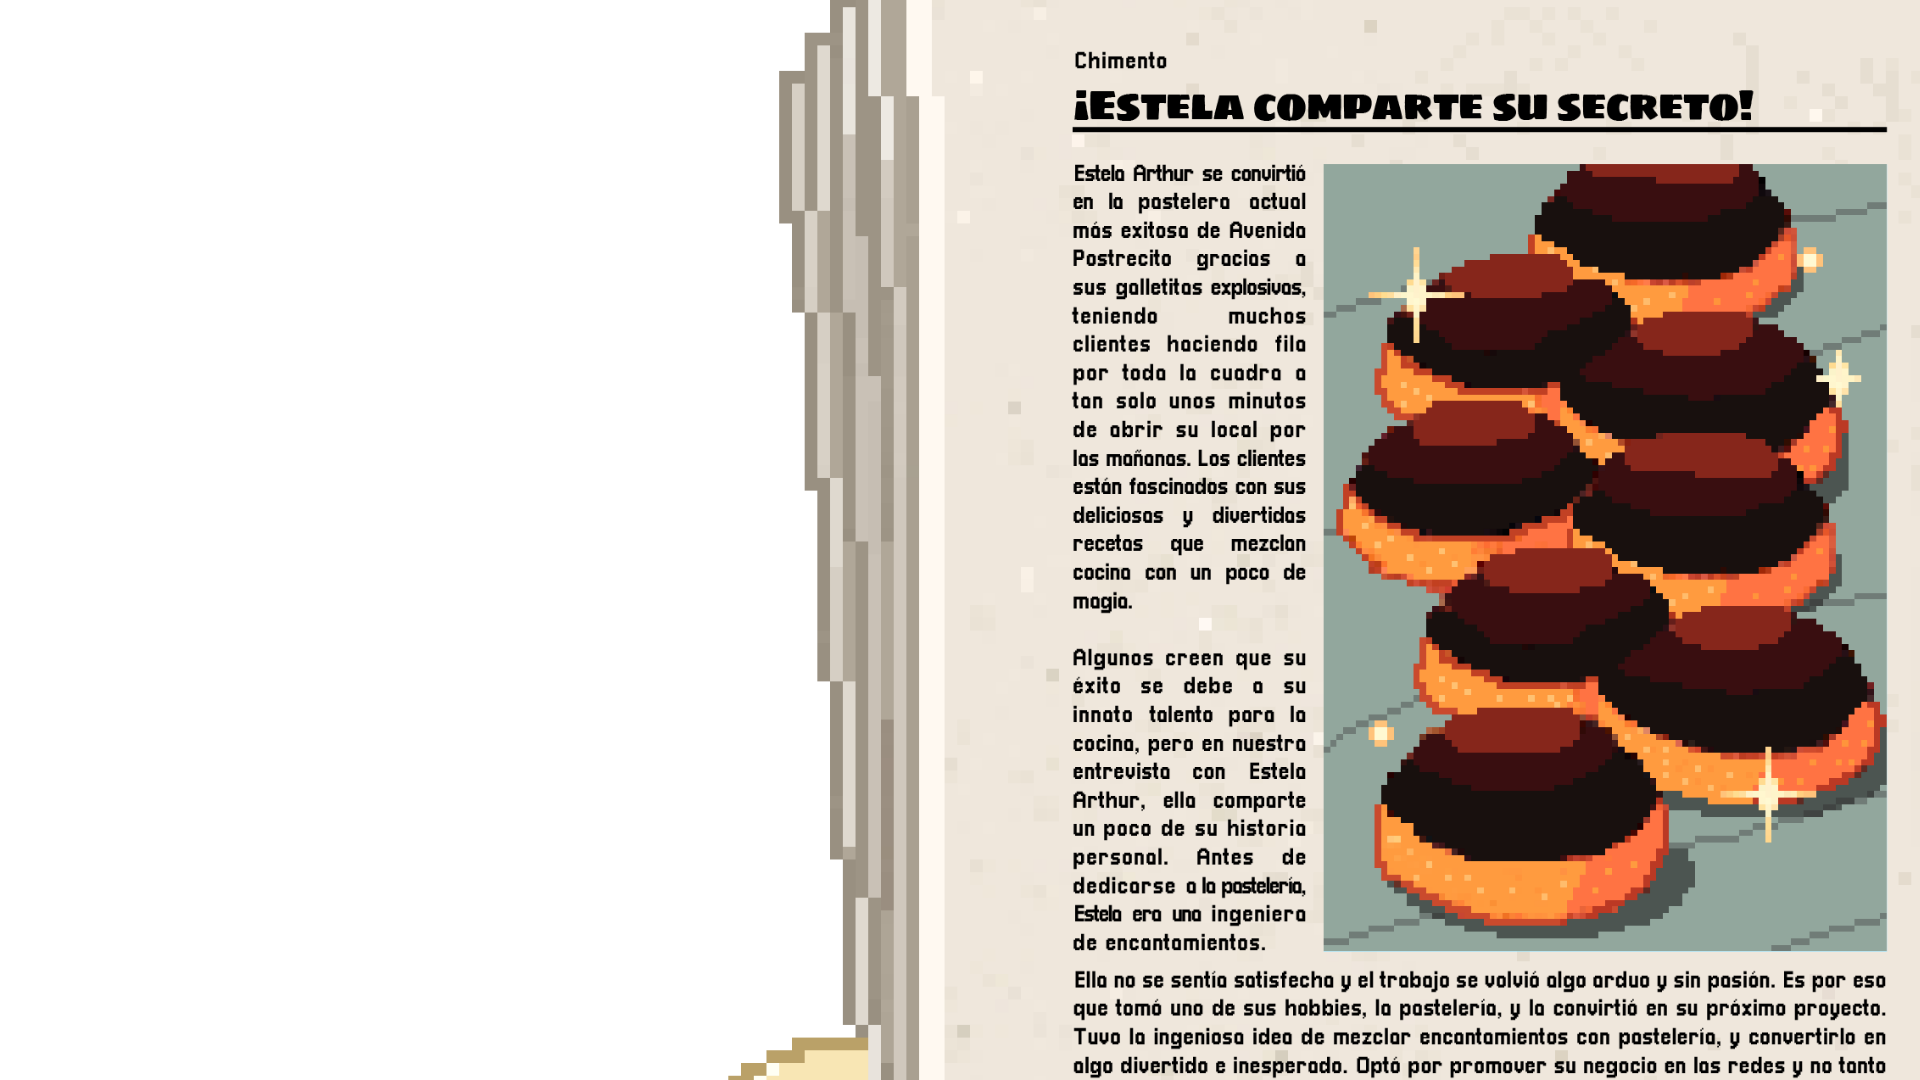 Chimento
¡ESTELA COMPARTE SU SECRETO!
Estela Arthur se convirtió
en la pastelera actual
más exitosa de Avenida
Postrecito gracias a
sus galletitas explosivas,
teniendo muchos
clientes haciendo fila
por toda la cuadra a
tan solo unos minutos
de abrir su local por
las mañanas. Los clientes
están fascinados con sus
deliciosas y divertidas
recetas que mezclan
cocina con un poco de
magia.
Algunos creen que su
éxito se debe a su
innato talento para la
cocina, pero en nuestra
entrevista con Estela
Arthur, ella comparte
un poco de su historia
personal. Antes de
dedicarse a la pastelería,
Estela era una ingeniera
de encantamientos.
Ella no se sentía satisfecha y el trabajo se volvió algo arduo y sin pasión. Es por eso
que tomó uno de sus hobbies, la pastelería, y la convirtió en su próximo proyecto.
Tuvo la ingeniosa idea de mezclar encantamientos con pastelería, y convertirlo en
algo divertido e inesperado. Optó por promover su negocio en las redes y no tanto